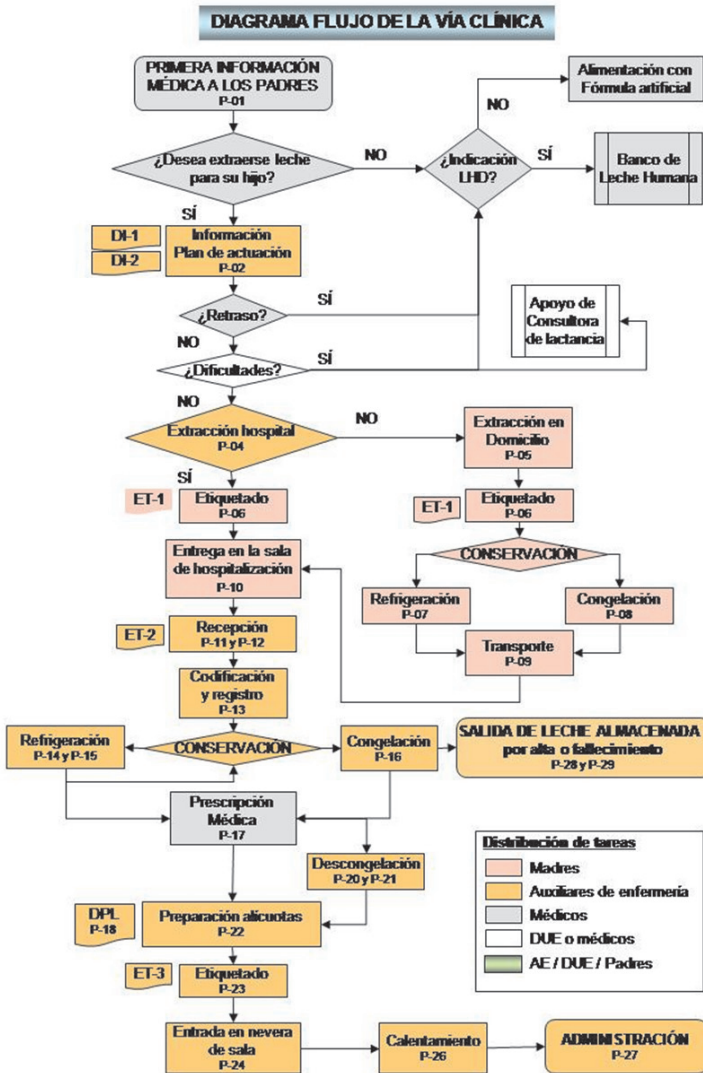 DIAGRAMA FLUJO DE LA VÍA CLÍNICA
PRIMERA INFORMACIÓN
MÉDICA A LOS PADRES
P-01
Alimentación con
Fórmula artificial
NO
¿Desea extraerse leche
para su hijo?
NO
¿Indicación
LHD?
SÍ
Banco de
Leche Humana
SÍ
DI-1
DI-2
Información
Plan de actuación
P-02
¿Retraso?
SÍ
Apoyo de
Consultora
de lactancia
NO
¿Dificultades?
SÍ
NO
Extracción hospital
P-04
NO
Extracción en
Domicilio
P-05
SÍ
ET-1
Etiquetado
P-06
ET-1
Etiquetado
P-06
Entrega en la sala
de hospitalización
P-10
CONSERVACIÓN
Refrigeración
P-07
Congelación
P-08
ET-2
Recepción
P-11 y P-12
Transporte
P-09
Codificación
y registro
P-13
Refrigeración
P-14 y P-15
CONSERVACIÓN
Congelación
P-16
SALIDA DE LECHE ALMACENADA
por alta o fallecimiento
P-28 y P-29
Prescripción
Médica
P-17
Descongelación
P-20 y P-21
DPL
P-18
Preparación alícuotas
P-22
ET-3
Etiquetado
P-23
Entrada en nevera
de sala
P-24
Calentamiento
P-26
ADMINISTRACIÓN
P-27
Distribución de tareas
Madres
Auxiliares de enfermería
Médicos
DUE o médicos
AE / DUE / Padres